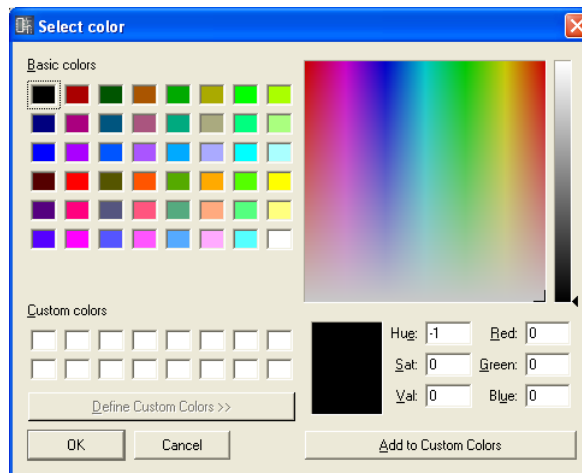 Select color
Basic colors
Custom colors
Hue: -1 Red: 0
Sat: 0 Green: 0
Val: 0 Blue: 0
Define Custom Colors >>
OK Cancel Add to Custom Colors